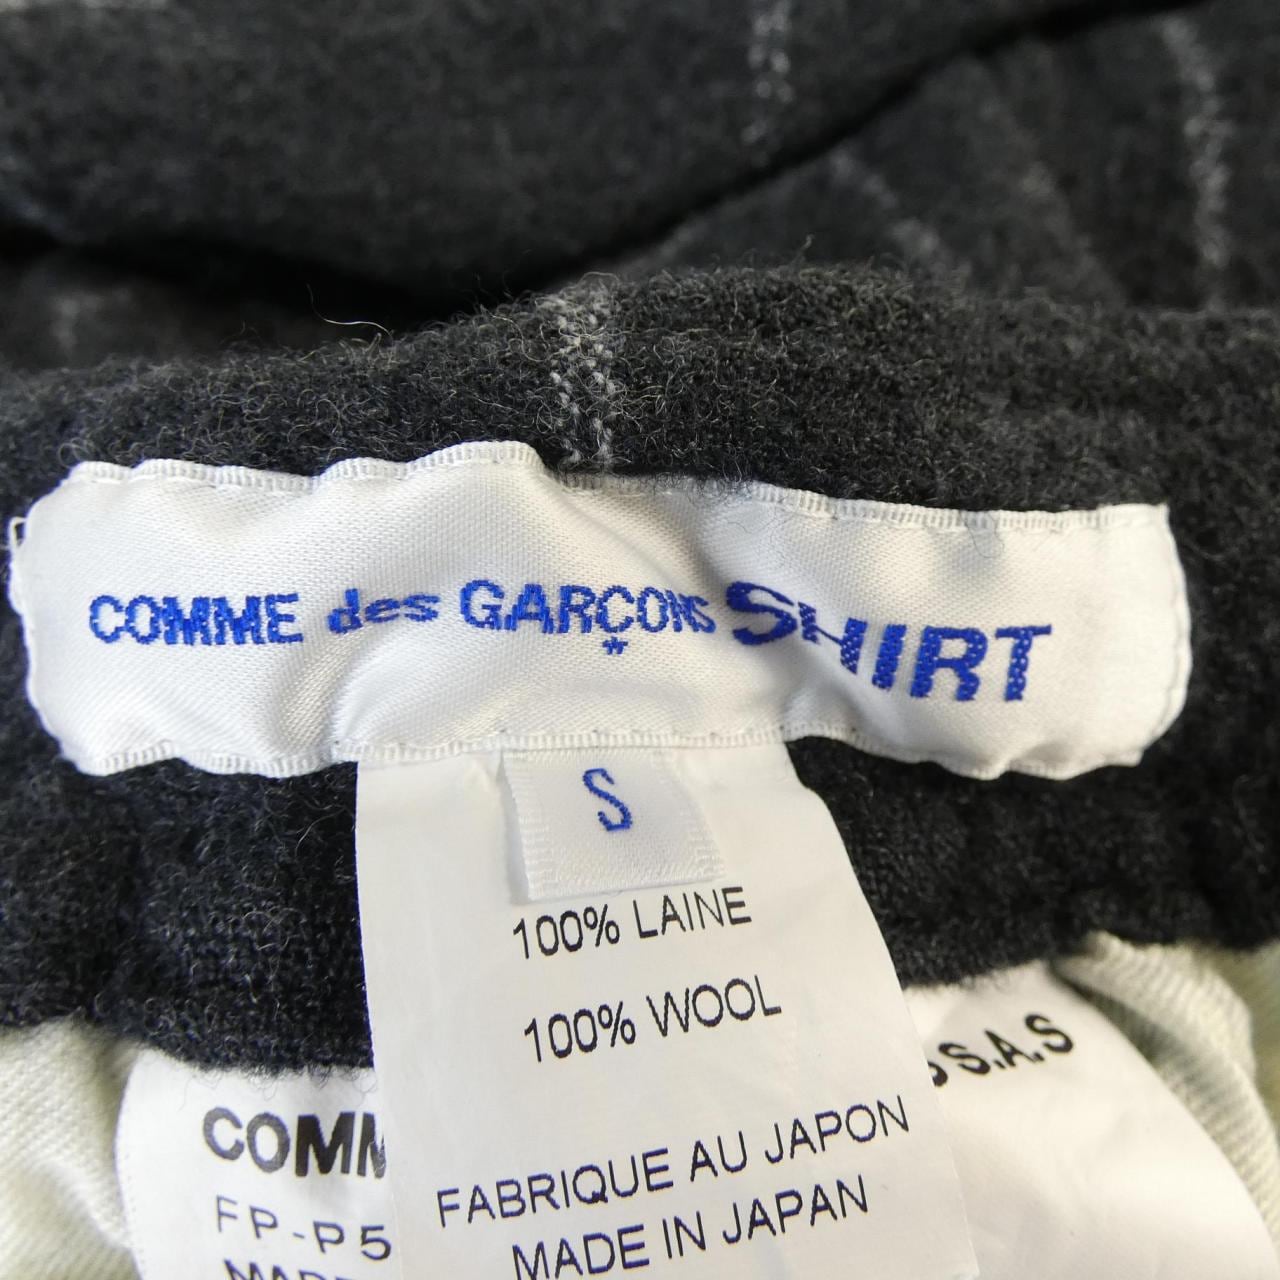 COMME des GARÇONS SHIRT
S
100% LAINE
100% WOOL
S.A.S
COMM
FP-P5
FABRIQUE AU JAPON
MADE IN JAPAN